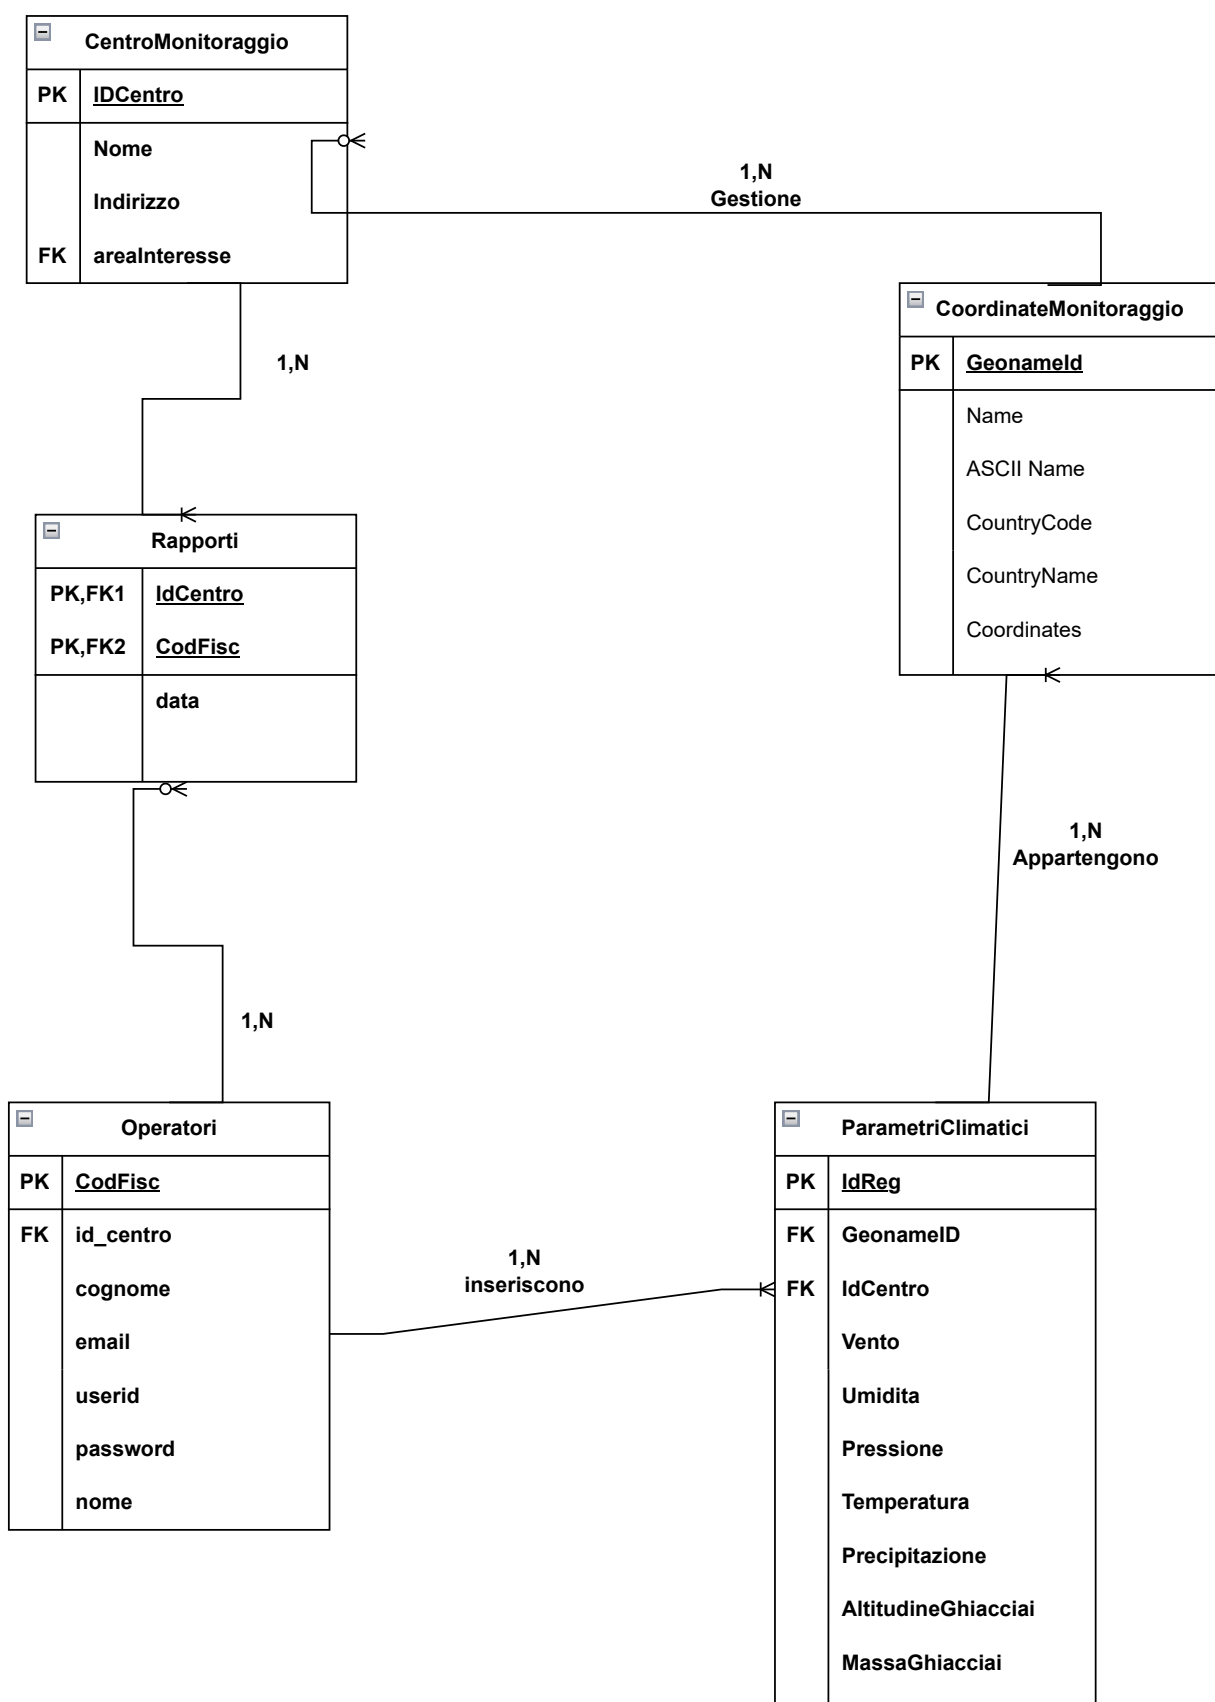 CentroMonitoraggio
PK IDCentro
Nome
Indirizzo
FK areaInteresse
1,N
Gestione
1,N
CoordinateMonitoraggio
PK GeonameId
Name
ASCII Name
CountryCode
CountryName
Coordinates
Rapporti
PK,FK1 IdCentro
PK,FK2 CodFisc
data
1,N
Appartengono
1,N
Operatori
PK CodFisc
FK id_centro
cognome
email
userid
password
nome
1,N
inseriscono
ParametriClimatici
PK IdReg
FK GeonameID
FK IdCentro
Vento
Umidita
Pressione
Temperatura
Precipitazione
AltitudineGhiacciai
MassaGhiacciai